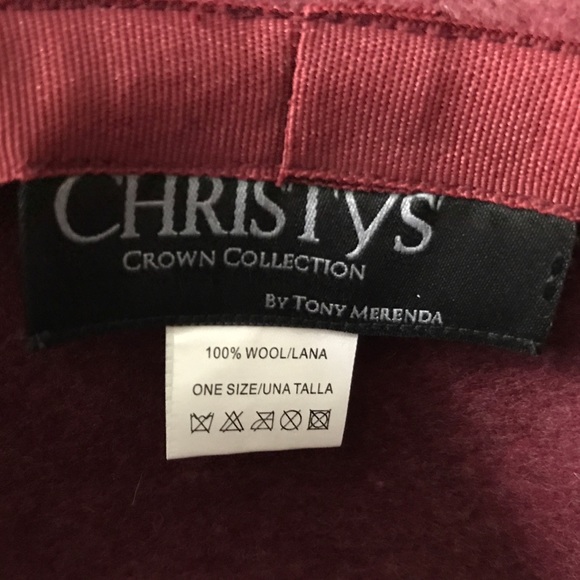 CHRISTYS'
CROWN COLLECTION
BY TONY MERENDA
100% WOOL/LANA
ONE SIZE/UNA TALLA